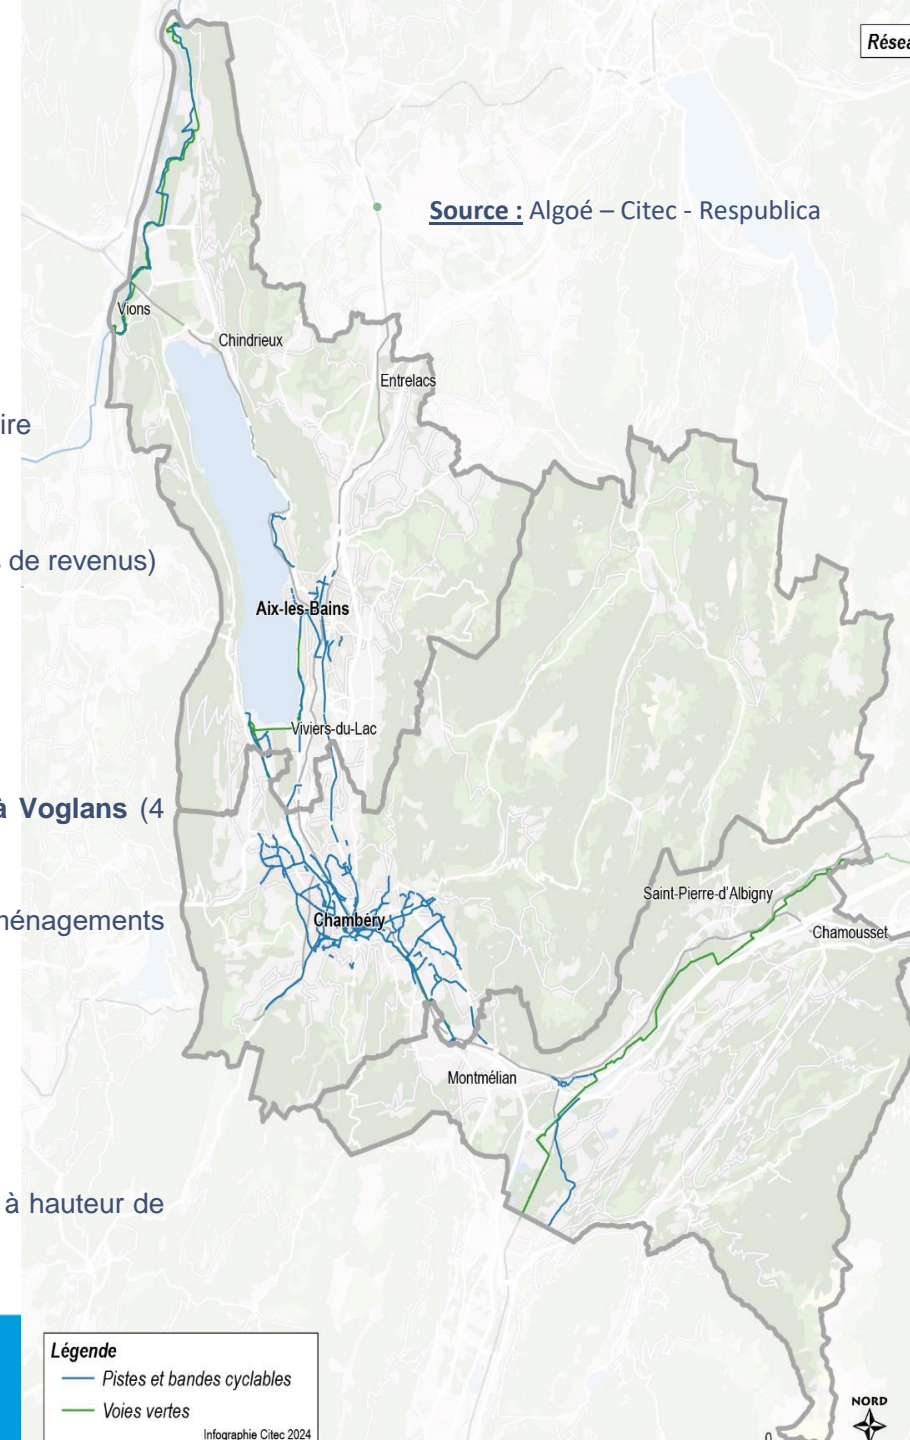 Résea
Source : Algoé – Citec - Respublica
Vions
Chindrieux
Entrelacs
ire
de revenus)
Aix-les-Bains
Viviers-du-Lac
à Voglans (4
Saint-Pierre-d'Albigny
ménagements
Chambéry
Chamousset
Montmélian
à hauteur de
Légende
Pistes et bandes cyclables
Voies vertes
Infographie Citec 2024
NORD
0